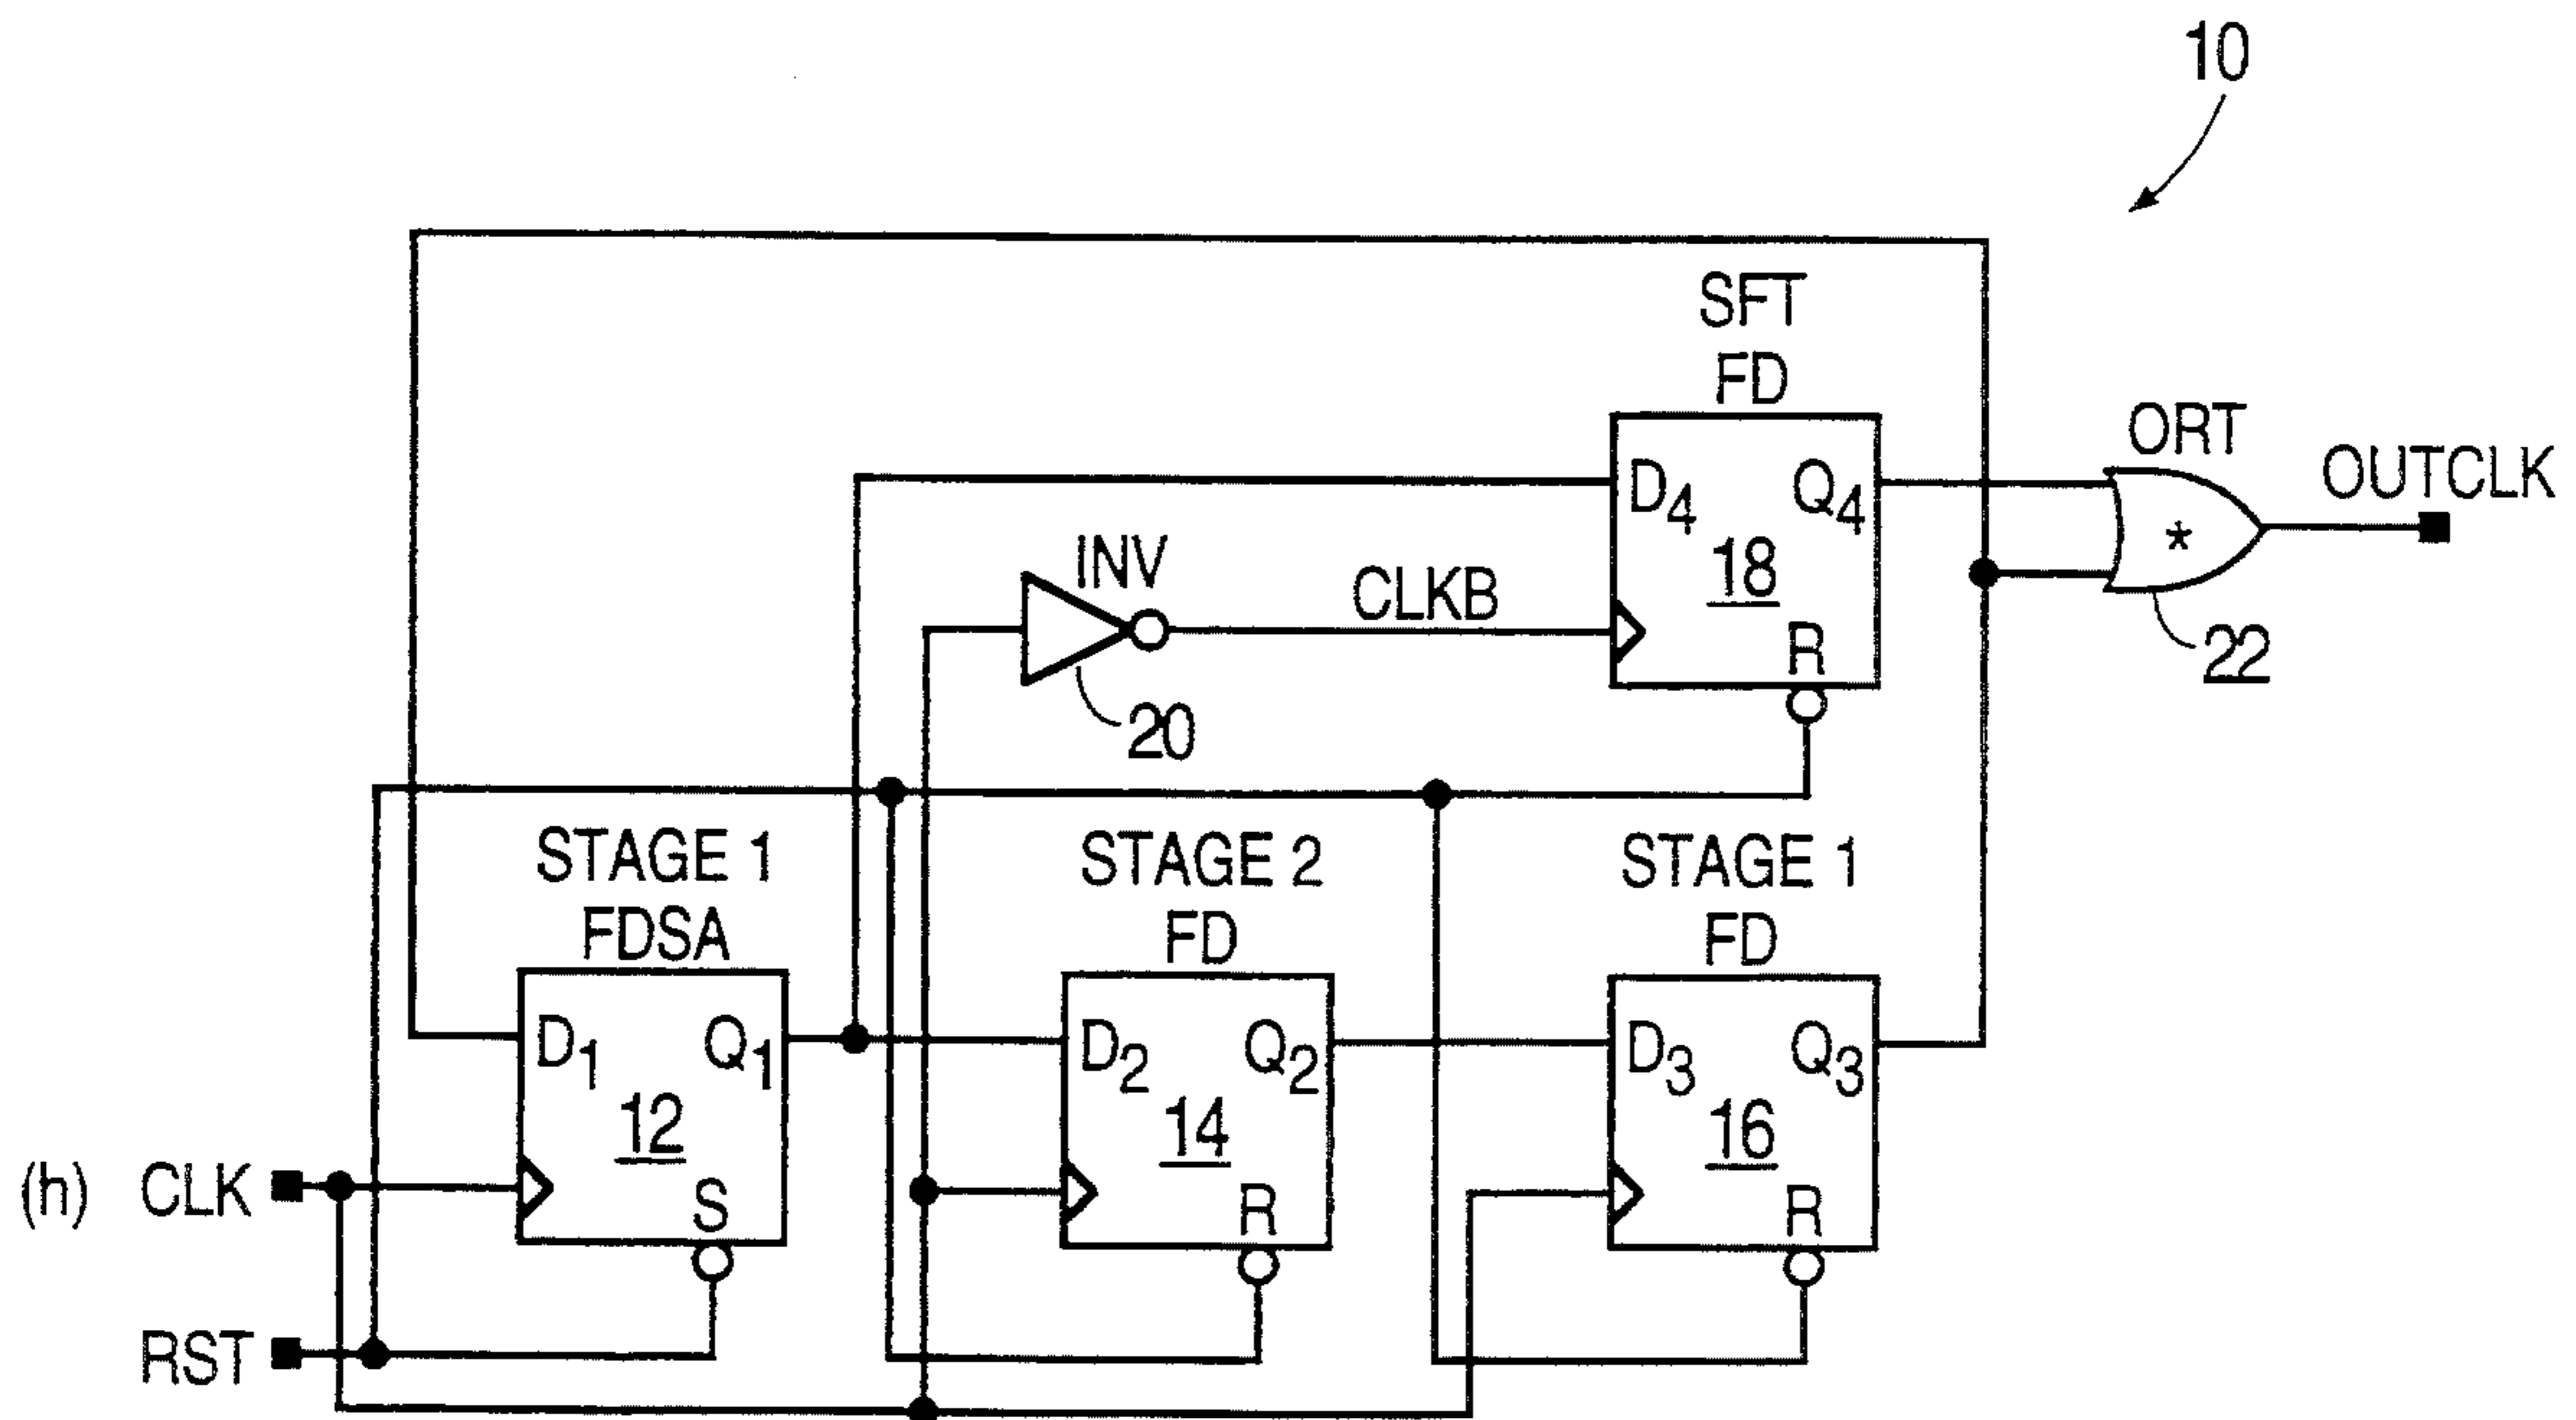 10
SFT
FD
D4 Q4
18
R
ORT
*
22
OUTCLK
INV
20
CLKB
STAGE 1
FDSA
D1 Q1
12
S
STAGE 2
FD
D2 Q2
14
R
STAGE 1
FD
D3 Q3
16
R
(h) CLK
RST